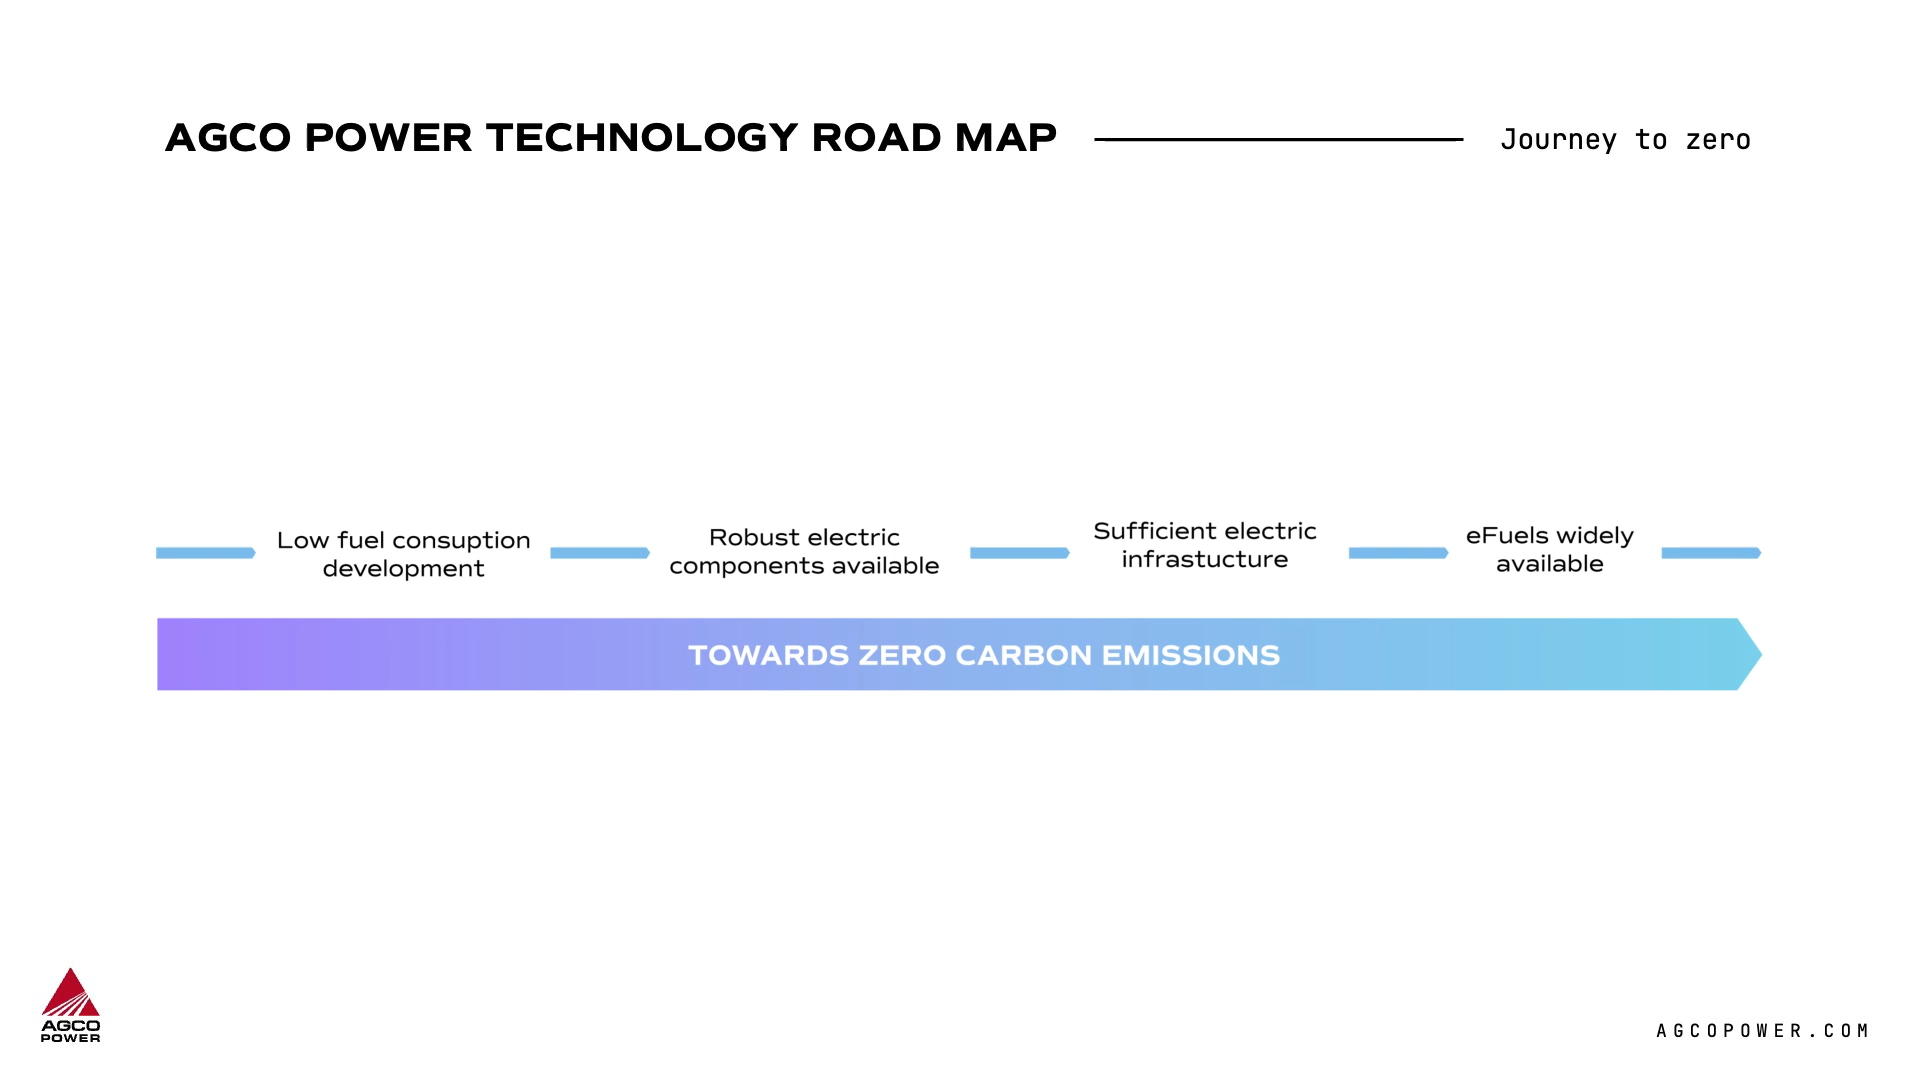 AGCO POWER TECHNOLOGY ROAD MAP
Journey to zero
Low fuel consuption
development
Robust electric
components available
Sufficient electric
infrastucture
eFuels widely
available
TOWARDS ZERO CARBON EMISSIONS
AGCO
POWER
AGCOPOWER.COM